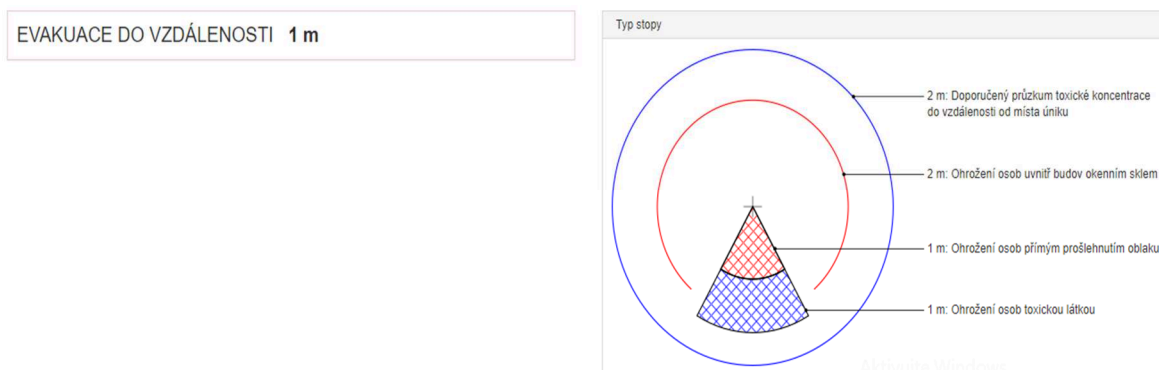 EVAKUACE DO VZDÁLENOSTI 1 m
Typ stopy
2 m: Doporučený průzkum toxické koncentrace
do vzdálenosti od místa úniku
2 m: Ohrožení osob uvnitř budov okenním sklem
1 m: Ohrožení osob přímým prošlehnutím oblaku
1 m: Ohrožení osob toxickou látkou